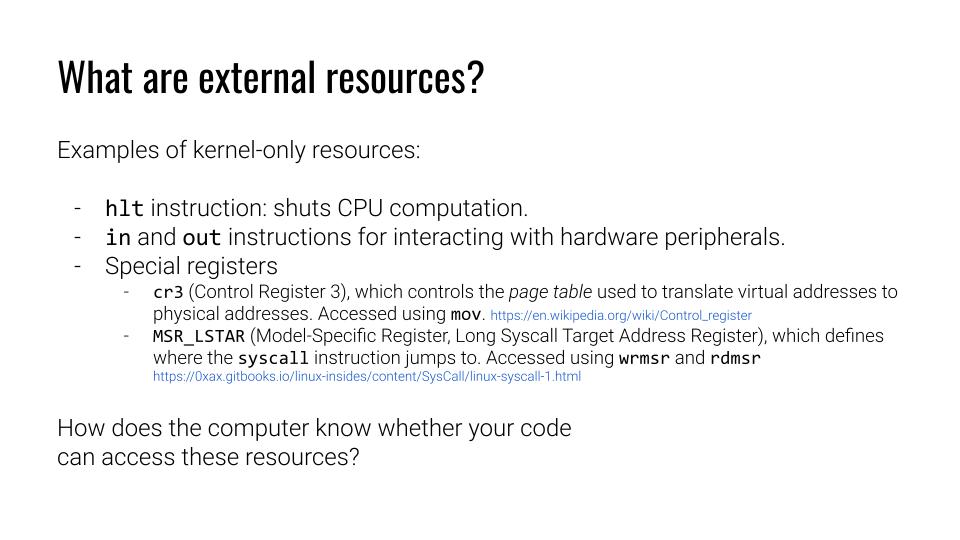 What are external resources?
Examples of kernel-only resources:
- hlt instruction: shuts CPU computation.
- in and out instructions for interacting with hardware peripherals.
- Special registers
- cr3 (Control Register 3), which controls the page table used to translate virtual addresses to
physical addresses. Accessed using mov. https://en.wikipedia.org/wiki/Control_register
- MSR_LSTAR (Model-Specific Register, Long Syscall Target Address Register), which defines
where the syscall instruction jumps to. Accessed using wrmsr and rdmsr
https://0xax.gitbooks.io/linux-insides/content/SysCall/linux-syscall-1.html
How does the computer know whether your code
can access these resources?